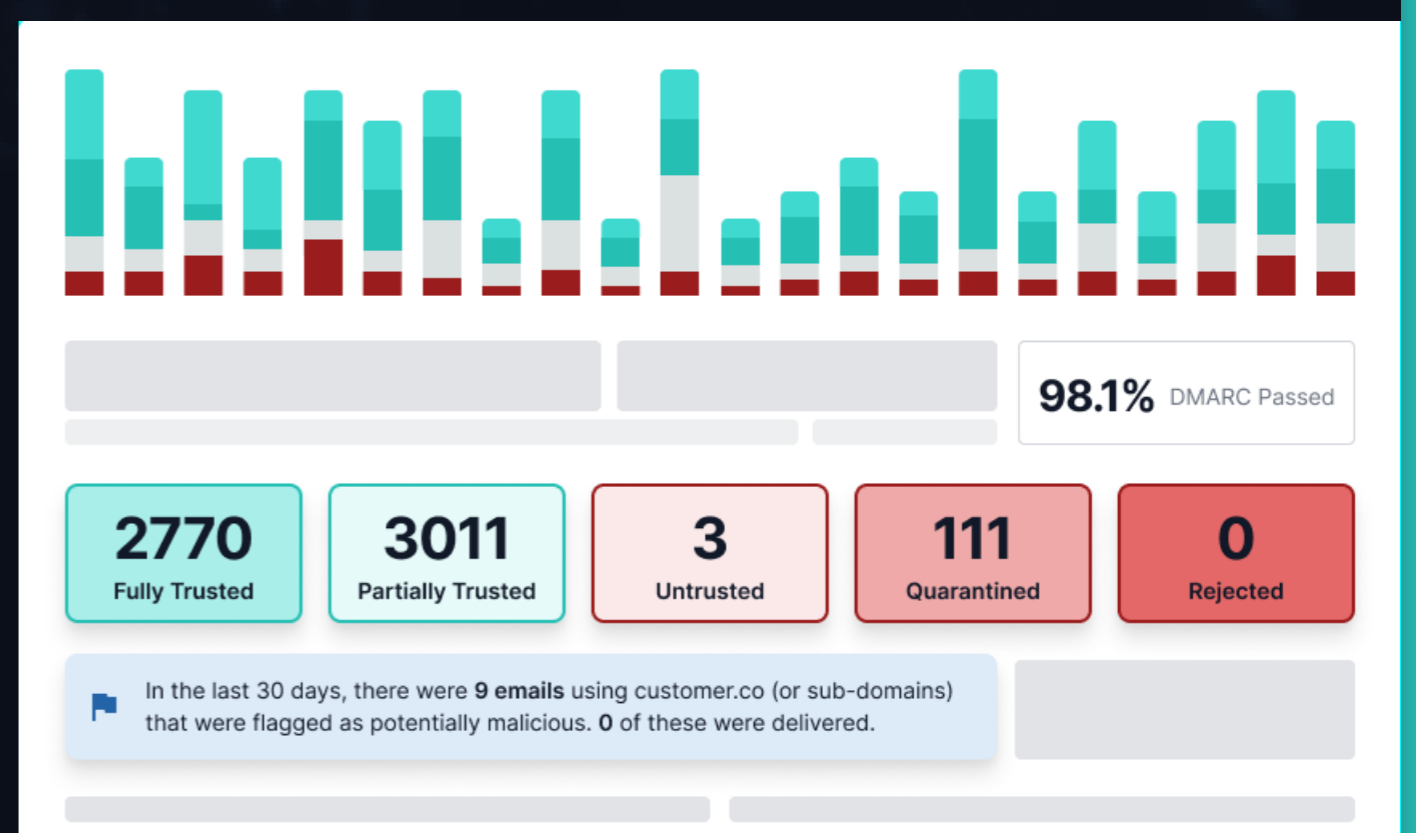 98.1% DMARC Passed
2770
Fully Trusted
3011
Partially Trusted
3
Untrusted
111
Quarantined
0
Rejected
In the last 30 days, there were 9 emails using customer.co (or sub-domains)
that were flagged as potentially malicious. 0 of these were delivered.